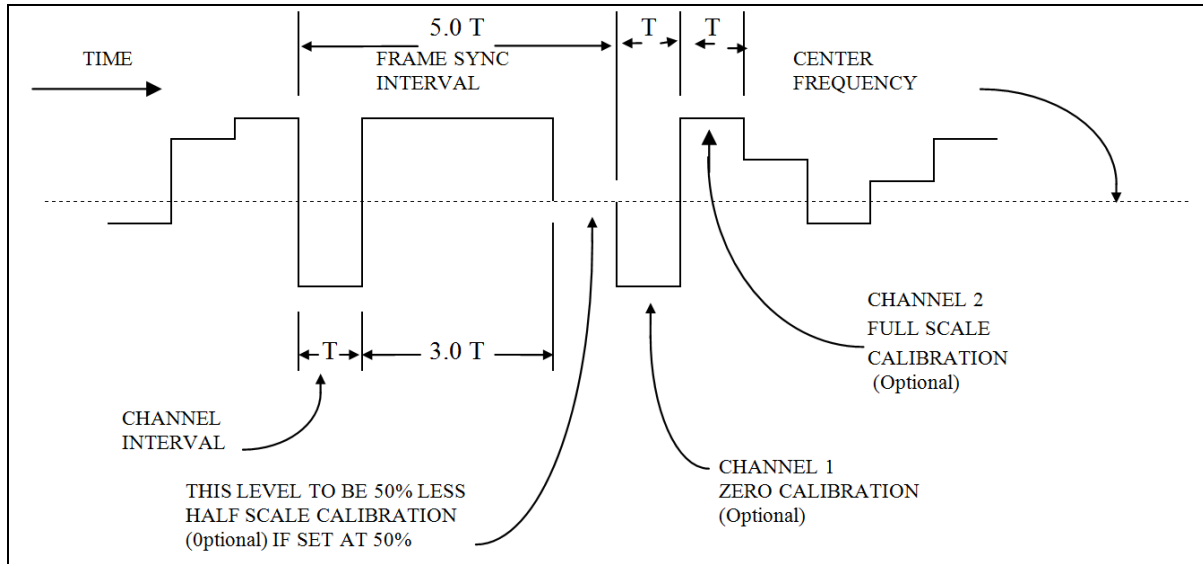 5.0 T
T
T
TIME
FRAME SYNC
INTERVAL
CENTER
FREQUENCY
T
3.0 T
CHANNEL 2
FULL SCALE
CALIBRATION
(Optional)
CHANNEL
INTERVAL
CHANNEL 1
ZERO CALIBRATION
(Optional)
THIS LEVEL TO BE 50% LESS
HALF SCALE CALIBRATION
(0ptional) IF SET AT 50%